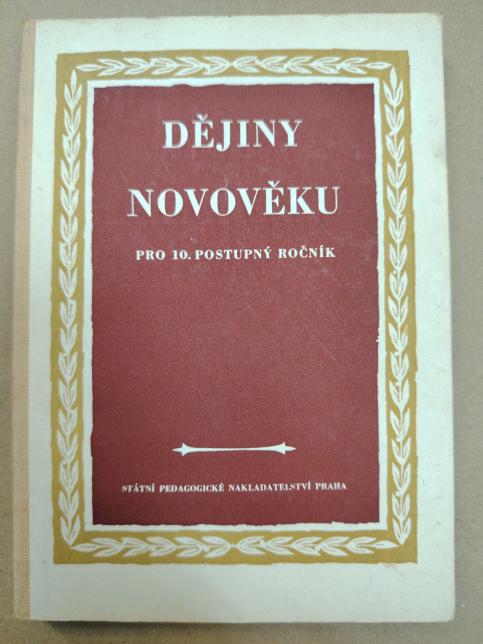 DĚJINY
NOVOVĚKU
PRO 10. POSTUPNÝ ROČNÍK
STÁTNÍ PEDAGOGICKÉ NAKLADATELSTVÍ PRAHA